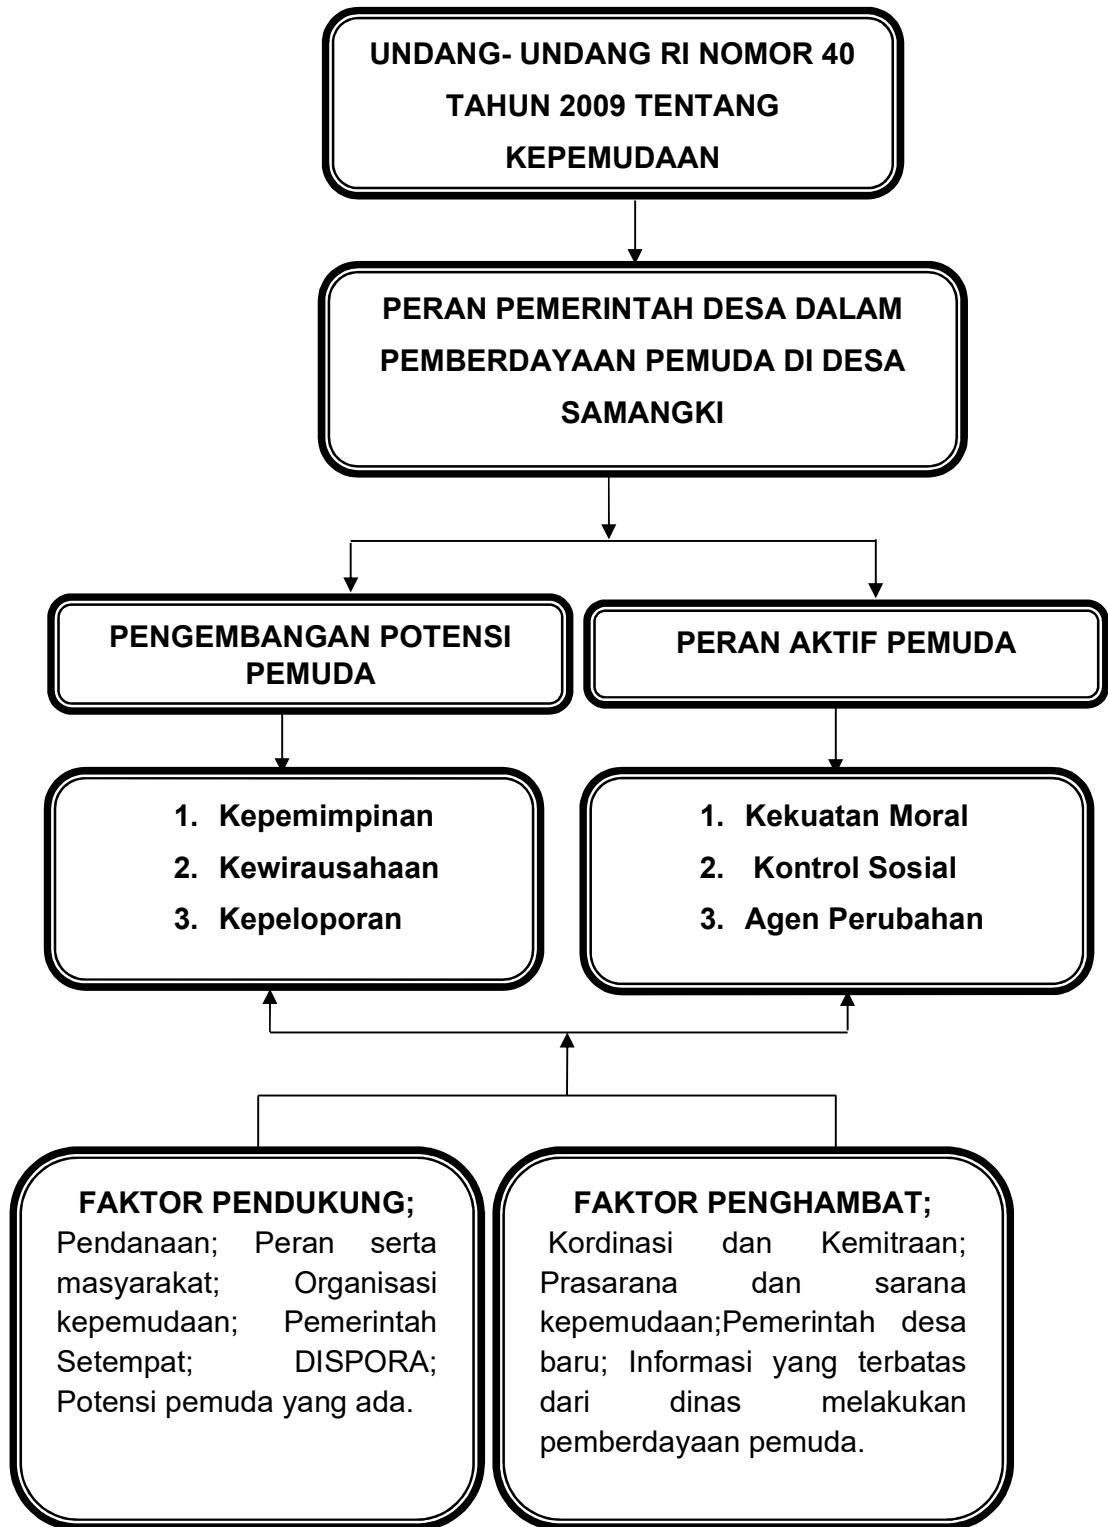 UNDANG- UNDANG RI NOMOR 40
TAHUN 2009 TENTANG
KEPEMUDAAN
PERAN PEMERINTAH DESA DALAM
PEMBERDAYAAN PEMUDA DI DESA
SAMANGKI
PENGEMBANGAN POTENSI
PEMUDA
PERAN AKTIF PEMUDA
1. Kepemimpinan
2. Kewirausahaan
3. Kepeloporan
1. Kekuatan Moral
2. Kontrol Sosial
3. Agen Perubahan
FAKTOR PENDUKUNG;
Pendanaan; Peran serta
masyarakat; Organisasi
kepemudaan; Pemerintah
Setempat; DISPORA;
Potensi pemuda yang ada.
FAKTOR PENGHAMBAT;
Kordinasi dan Kemitraan;
Prasarana dan sarana
kepemudaan;Pemerintah desa
baru; Informasi yang terbatas
dari dinas melakukan
pemberdayaan pemuda.